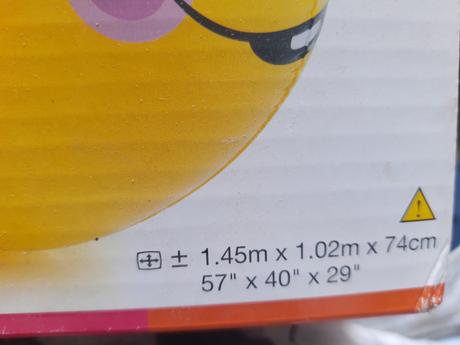 ± 1.45m x 1.02m x 74cm
57" x 40" x 29"